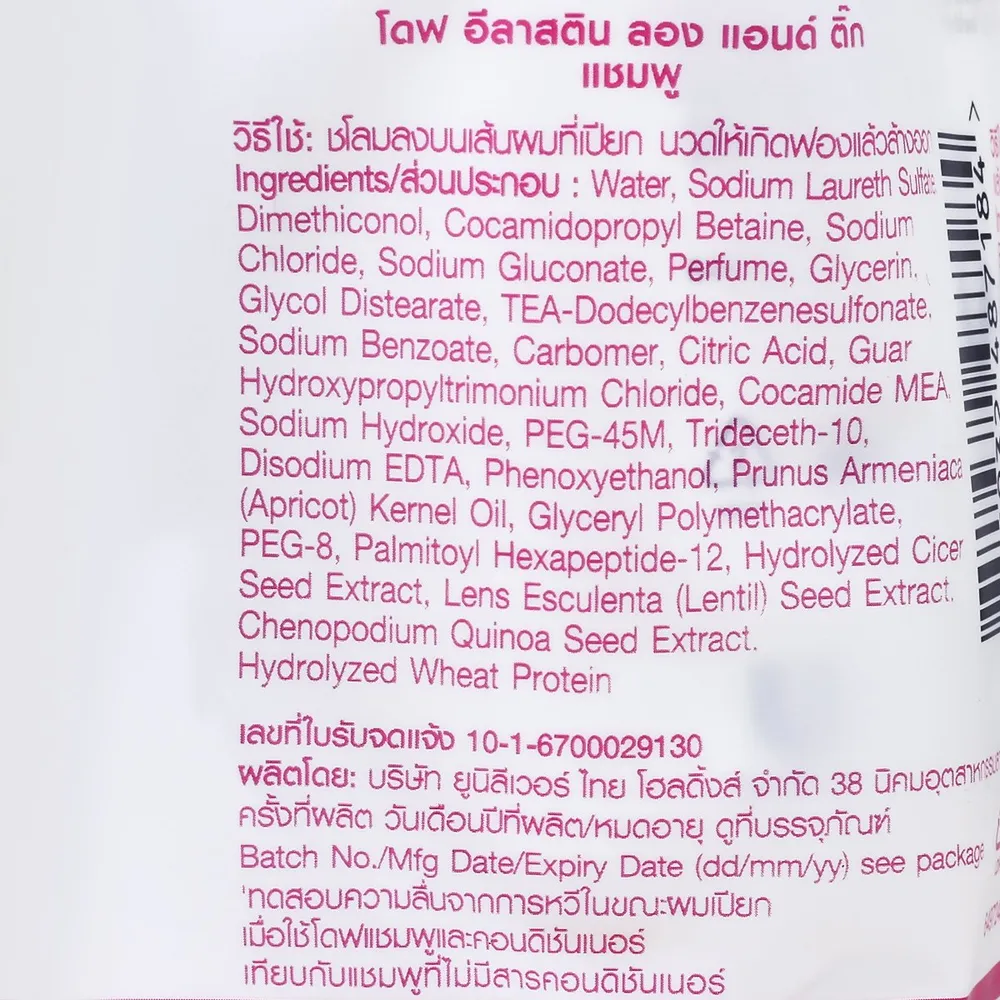 โดฟ อีลาสติน ลอง แอนด์ ติ๊ก
แชมพู
วิธีใช้: ชโลมลงบนเส้นผมที่เปียก นวดให้เกิดฟองแล้วล้างออก
Ingredients/ส่วนประกอบ : Water, Sodium Laureth Sulfate
Dimethiconol, Cocamidopropyl Betaine, Sodium
Chloride, Sodium Gluconate, Perfume, Glycerin,
Glycol Distearate, TEA-Dodecylbenzenesulfonate,
Sodium Benzoate, Carbomer, Citric Acid, Guar
Hydroxypropyltrimonium Chloride, Cocamide MEA,
Sodium Hydroxide, PEG-45M, Trideceth-10,
Disodium EDTA, Phenoxyethanol, Prunus Armeniaca
(Apricot) Kernel Oil, Glyceryl Polymethacrylate,
PEG-8, Palmitoyl Hexapeptide-12, Hydrolyzed Cicer
Seed Extract, Lens Esculenta (Lentil) Seed Extract,
Chenopodium Quinoa Seed Extract.
Hydrolyzed Wheat Protein
เลขที่ใบรับจดแจ้ง 10-1-6700029130
ผลิตโดย: บริษัท ยูนิลีเวอร์ ไทย โฮลดิ้งส์ จำกัด 38 นิคมอุตสาหกรรม
ครั้งที่ผลิต วันเดือนปีที่ผลิต/หมดอายุ ดูที่บรรจุภัณฑ์
Batch No./Mfg Date/Expiry Date (dd/mm/yy) see package
'ทดสอบความลื่นจากการหวีในขณะผมเปียก
เมื่อใช้โดฟแชมพูและคอนดิชันเนอร์
เทียบกับแชมพูที่ไม่มีสารคอนดิชันเนอร์